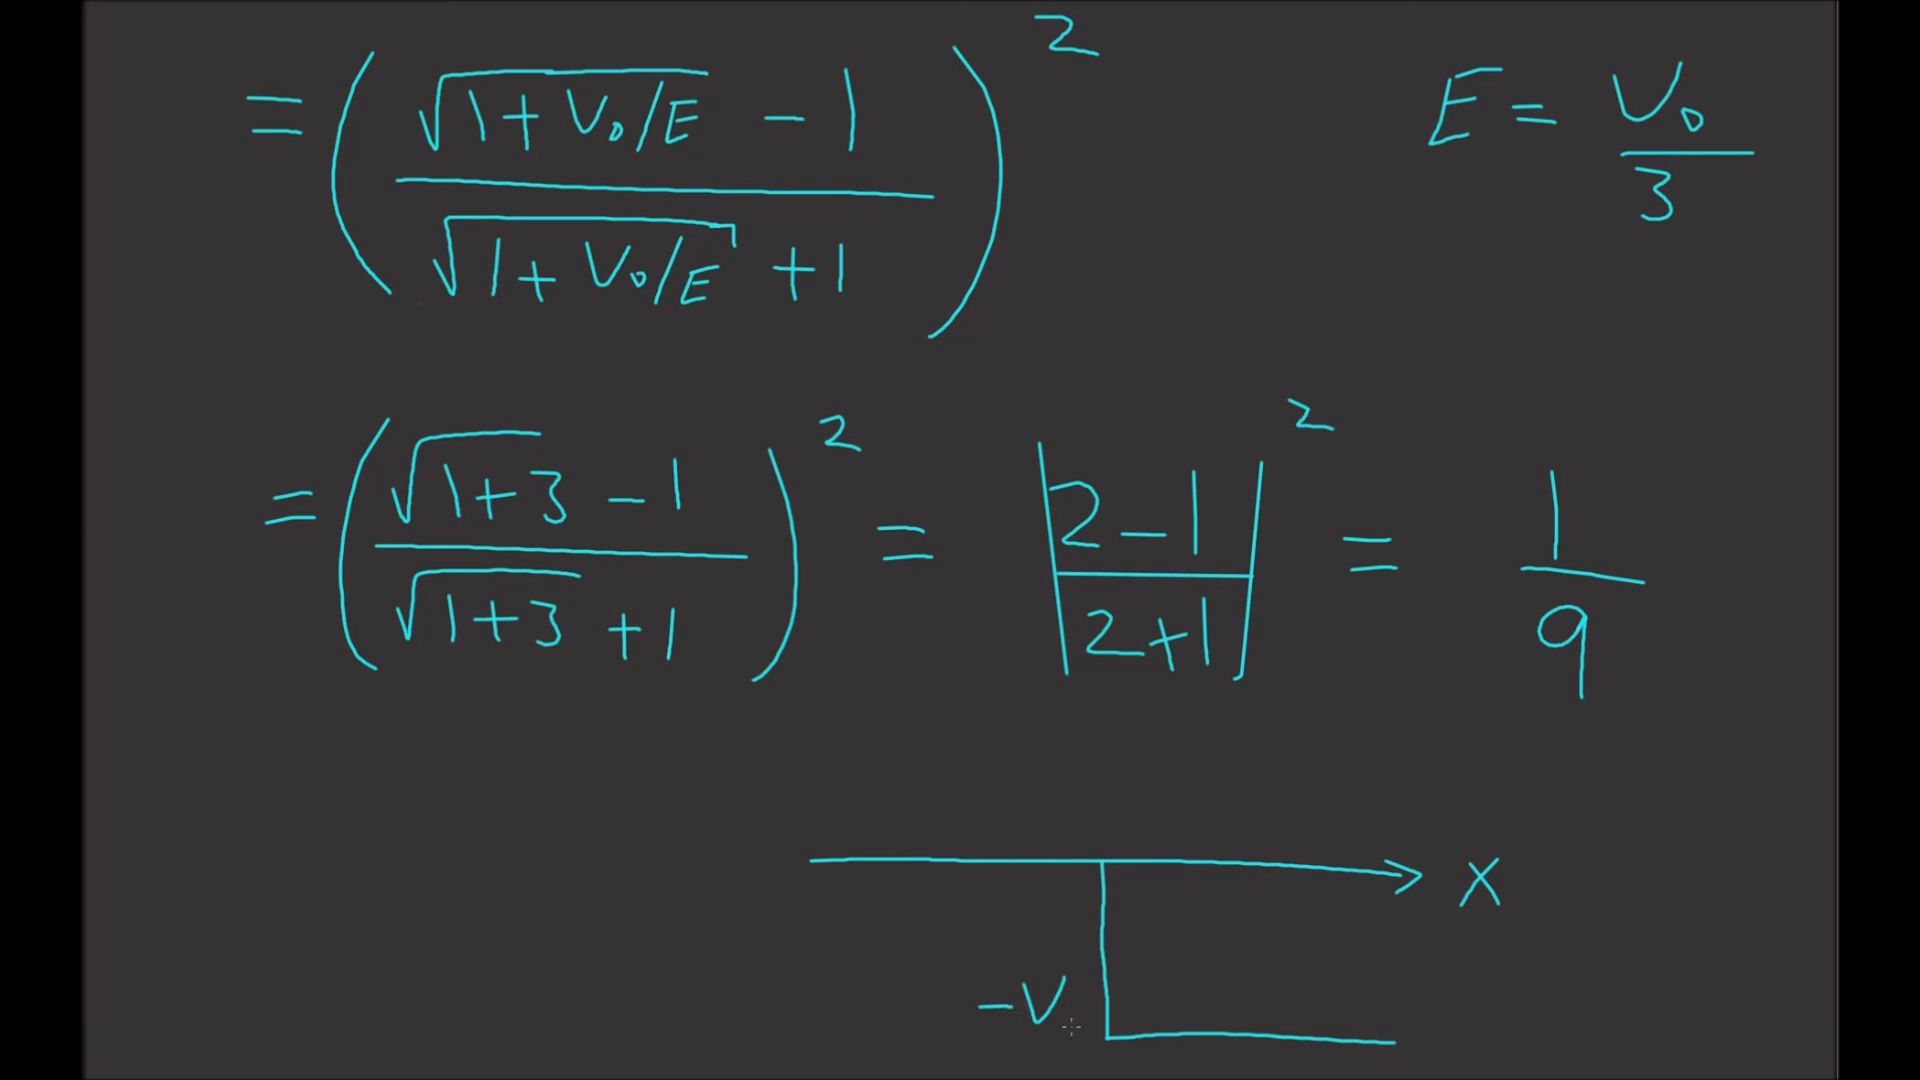 = ( (√(1 + V₀/E) − 1) / (√(1 + V₀/E) + 1) )²
E = V₀/3
= ( (√(1+3) − 1) / (√(1+3) + 1) )² = |(2−1)/(2+1)|² = 1/9
x
−V